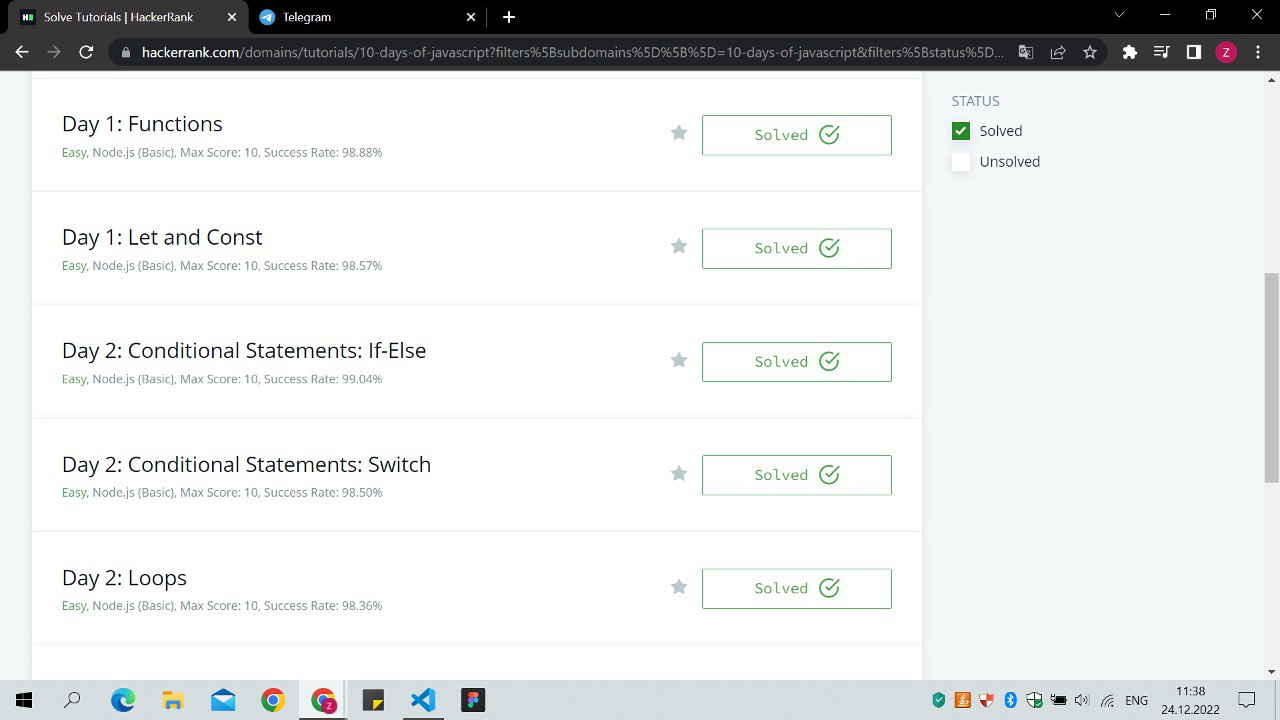 Solve Tutorials | HackerRank
Telegram
hackerrank.com/domains/tutorials/10-days-of-javascript?filters%5Bsubdomains%5D%5B%5D=10-days-of-javascript&filters%5Bstatus%5D...
Z
Day 1: Functions
Easy, Node.js (Basic), Max Score: 10, Success Rate: 98.88%
Solved
Day 1: Let and Const
Easy, Node.js (Basic), Max Score: 10, Success Rate: 98.57%
Solved
Day 2: Conditional Statements: If-Else
Easy, Node.js (Basic), Max Score: 10, Success Rate: 99.04%
Solved
Day 2: Conditional Statements: Switch
Easy, Node.js (Basic), Max Score: 10, Success Rate: 98.50%
Solved
Day 2: Loops
Easy, Node.js (Basic), Max Score: 10, Success Rate: 98.36%
Solved
STATUS
Solved
Unsolved
Z
ENG
11:38
24.12.2022